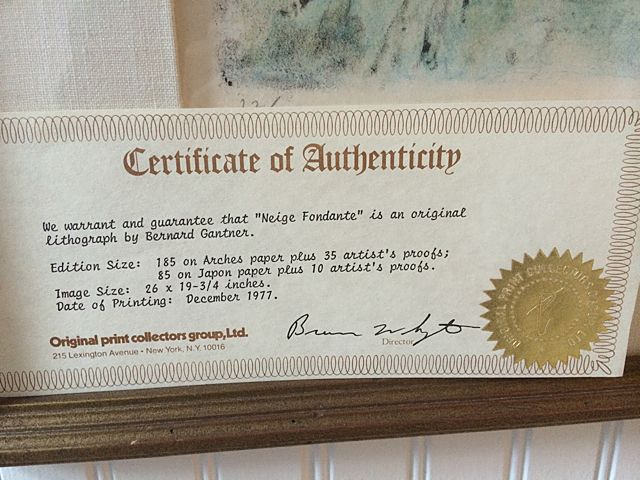 Certificate of Authenticity
We warrant and guarantee that "Neige Fondante" is an original
lithograph by Bernard Gantner.
Edition Size: 185 on Arches paper plus 35 artist's proofs;
85 on Japon paper plus 10 artist's proofs.
Image Size: 26 x 19-3/4 inches.
Date of Printing: December 1977.
Original print collectors group, Ltd.
215 Lexington Avenue • New York, N.Y. 10016
Director